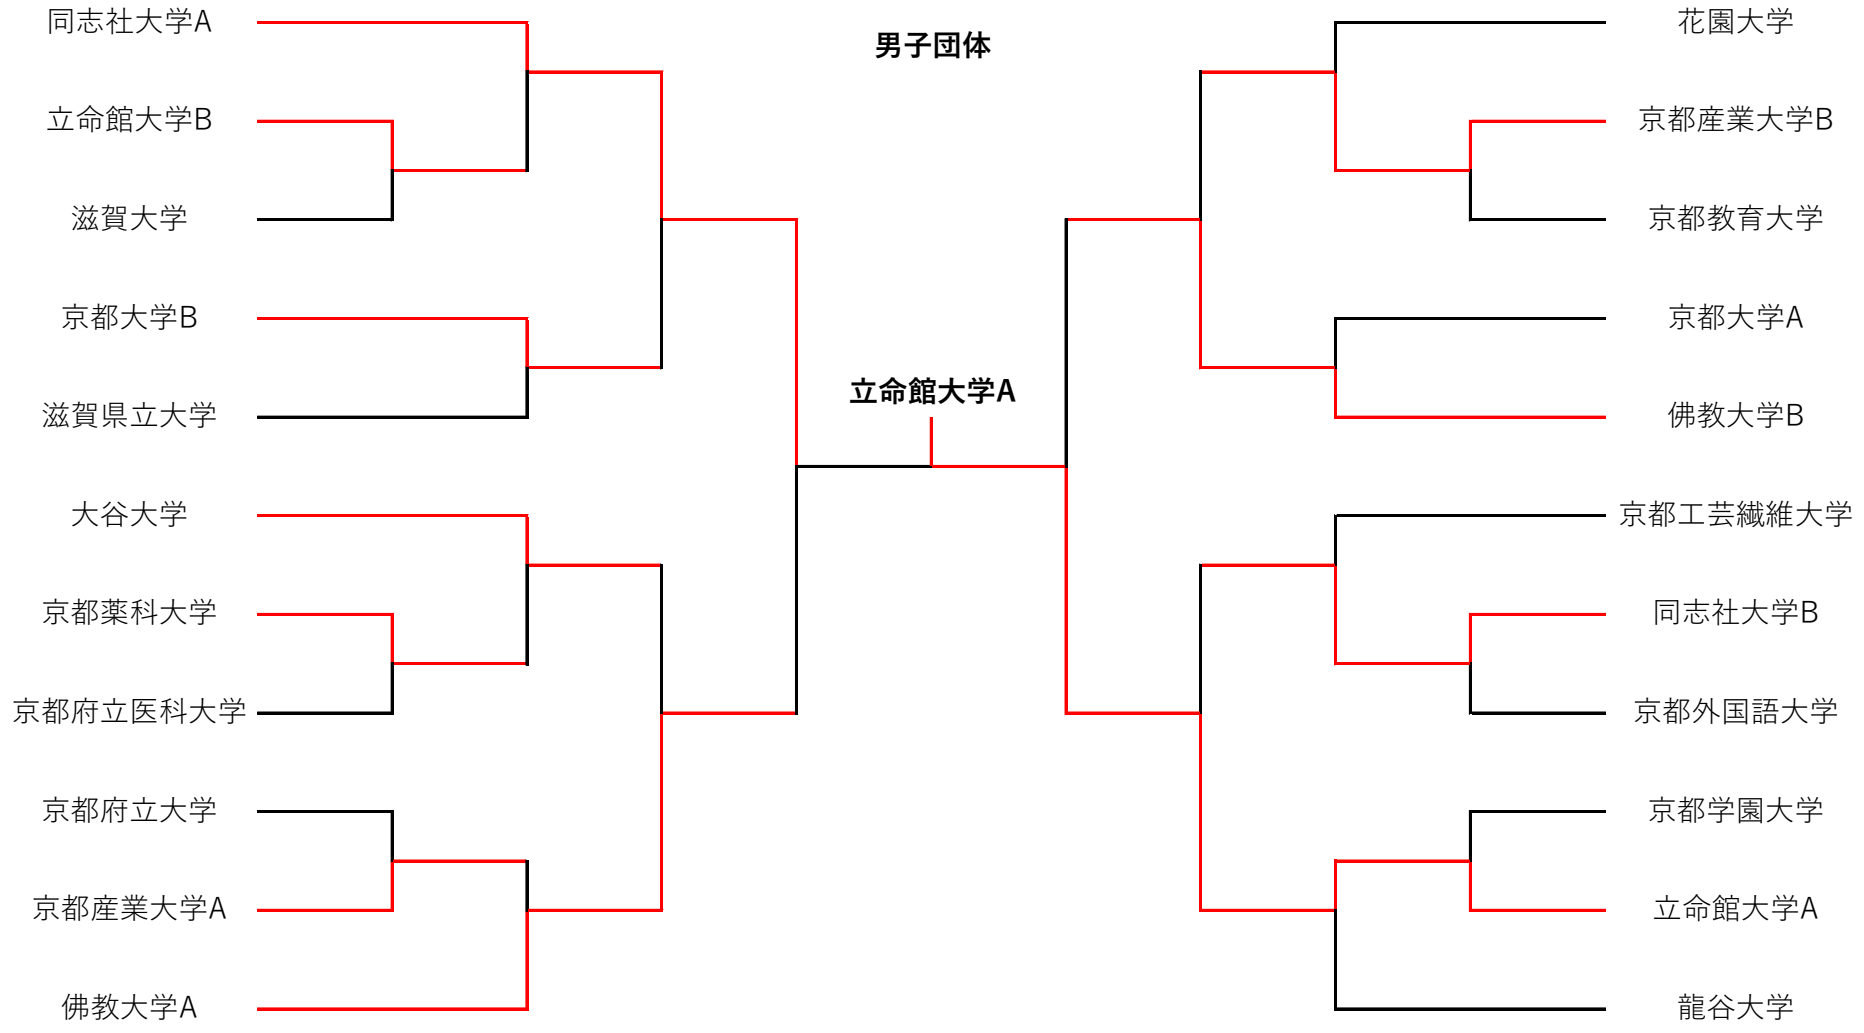 男子団体
同志社大学A
立命館大学B
滋賀大学
京都大学B
滋賀県立大学
大谷大学
京都薬科大学
京都府立医科大学
京都府立大学
京都産業大学A
佛教大学A
立命館大学A
花園大学
京都産業大学B
京都教育大学
京都大学A
佛教大学B
京都工芸繊維大学
同志社大学B
京都外国語大学
京都学園大学
立命館大学A
龍谷大学